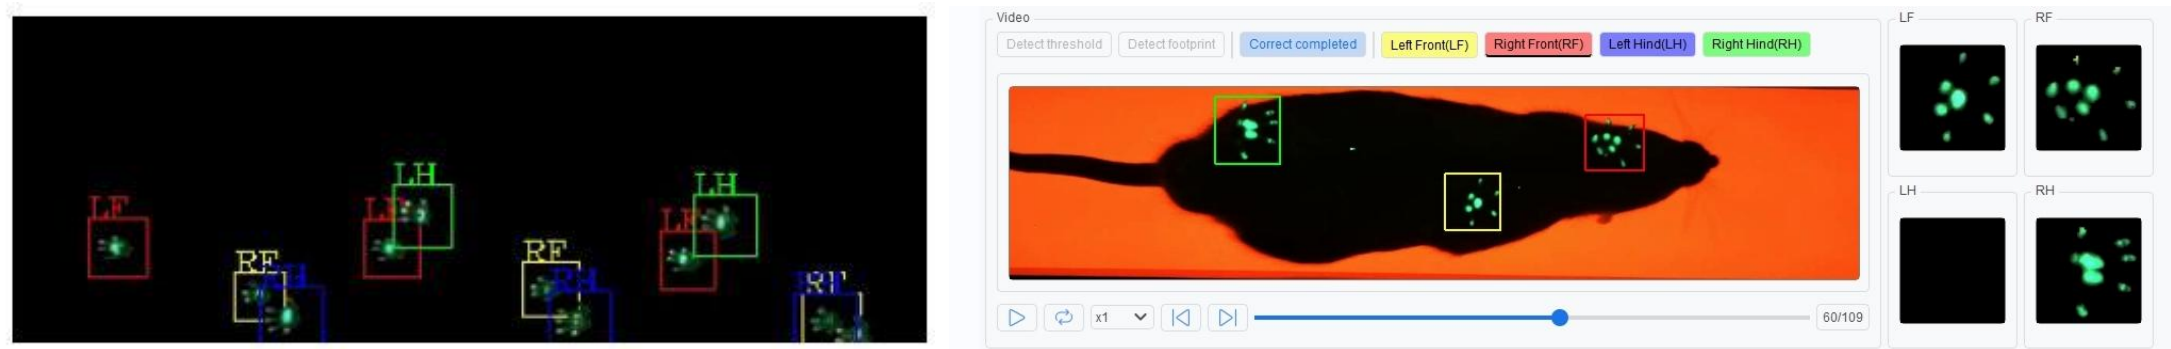 LF
RF
RH
LF
LH
RF
RH
LF
LH
RF
Video
Detect threshold
Detect footprint
Correct completed
Left Front(LF)
Right Front(RF)
Left Hind(LH)
Right Hind(RH)
x1
60/109
LF
RF
LH
RH